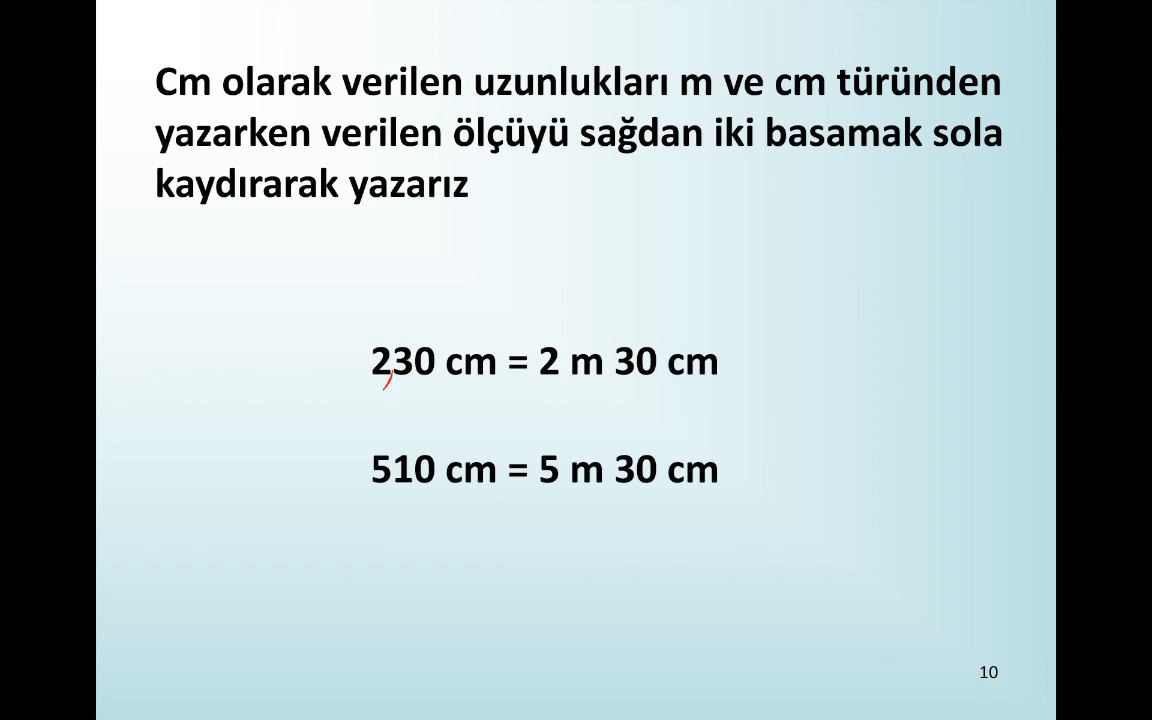 Cm olarak verilen uzunlukları m ve cm türünden
yazarken verilen ölçüyü sağdan iki basamak sola
kaydırarak yazarız
230 cm = 2 m 30 cm
510 cm = 5 m 30 cm
10